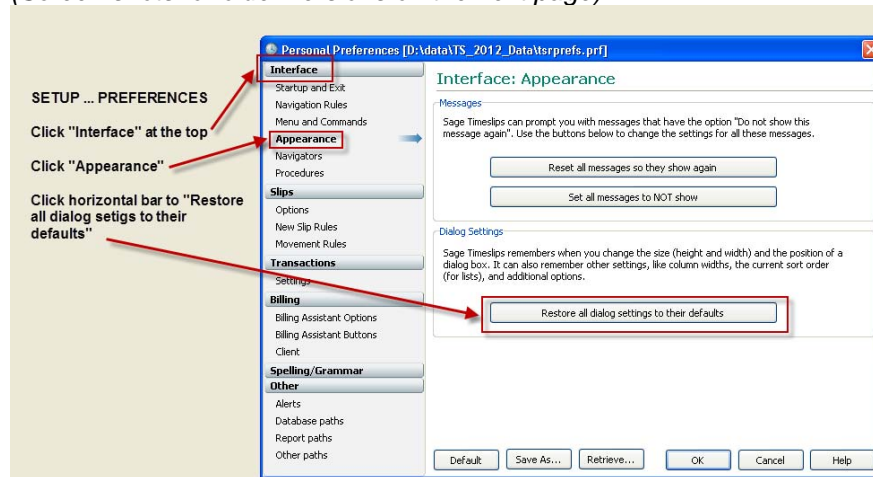 Personal Preferences [D:\data\TS_2012_Data\tsrprefs.prf]
SETUP ... PREFERENCES
Click "Interface" at the top
Click "Appearance"
Click horizontal bar to "Restore
all dialog setigs to their
defaults"
Interface
Startup and Exit
Navigation Rules
Menu and Commands
Appearance
Navigators
Procedures
Slips
Options
New Slip Rules
Movement Rules
Transactions
Settings
Billing
Billing Assistant Options
Billing Assistant Buttons
Client
Spelling/Grammar
Other
Alerts
Database paths
Report paths
Other paths
Interface: Appearance
Messages
Sage Timeslips can prompt you with messages that have the option "Do not show this
message again". Use the buttons below to change the settings for all these messages.
Reset all messages so they show again
Set all messages to NOT show
Dialog Settings
Sage Timeslips remembers when you change the size (height and width) and the position of a
dialog box. It can also remember other settings, like column widths, the current sort order
(for lists), and additional options.
Restore all dialog settings to their defaults
Default
Save As...
Retrieve...
OK
Cancel
Help